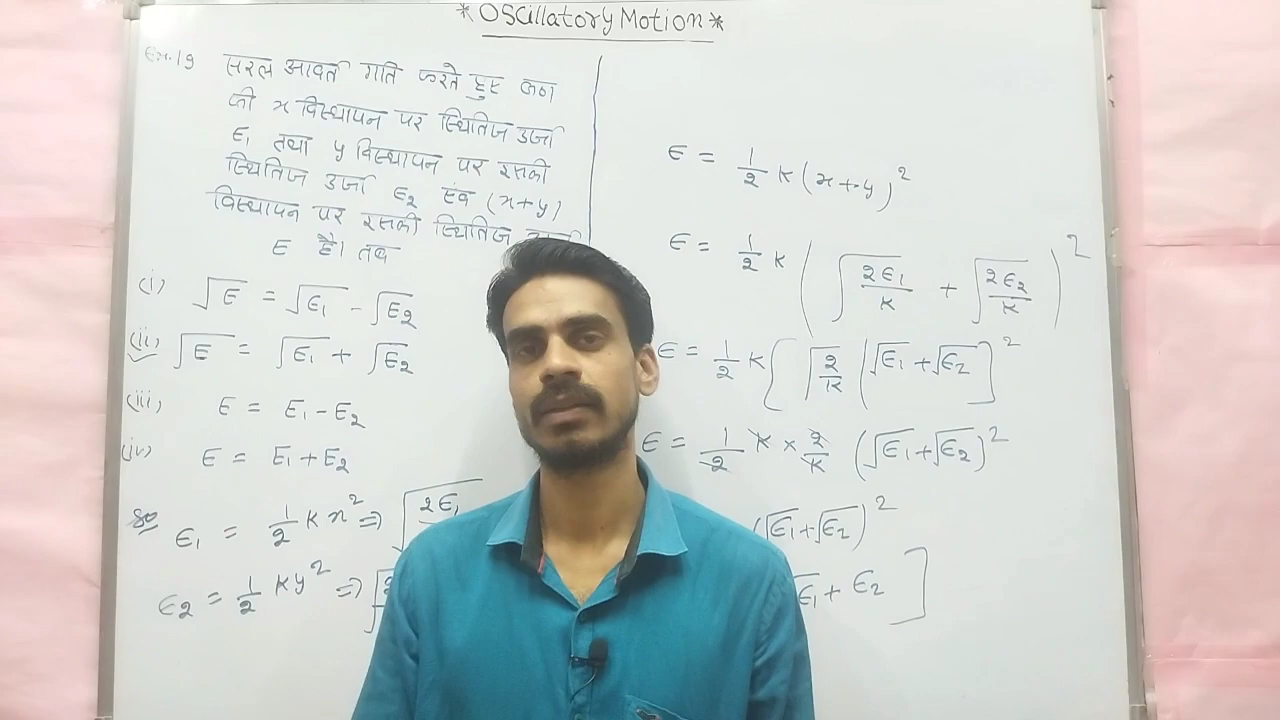 *Oscillatory Motion*
Ex.19 सरल आवर्त गति करते हुए कण
की x विस्थापन पर स्थितिज उर्जा
E₁ तथा y विस्थापन पर इसकी
स्थितिज उर्जा E₂ एंव (x+y)
विस्थापन पर इसकी स्थितिज
E है। तब
(i) √E = √E₁ - √E₂
(ii) √E = √E₁ + √E₂
(iii) E = E₁ - E₂
(iv) E = E₁ + E₂
So E₁ = 1/2 K x² ⇒ √2E₁
E₂ = 1/2 K y² ⇒
E = 1/2 K (x+y)²
E = 1/2 K (√(2E₁/K) + √(2E₂/K))²
E = 1/2 K [√(2/K) (√E₁ + √E₂]²
E = 1/2 K × 2/K (√E₁ + √E₂)²
(√E₁ + √E₂)²
E₁ + E₂ ]